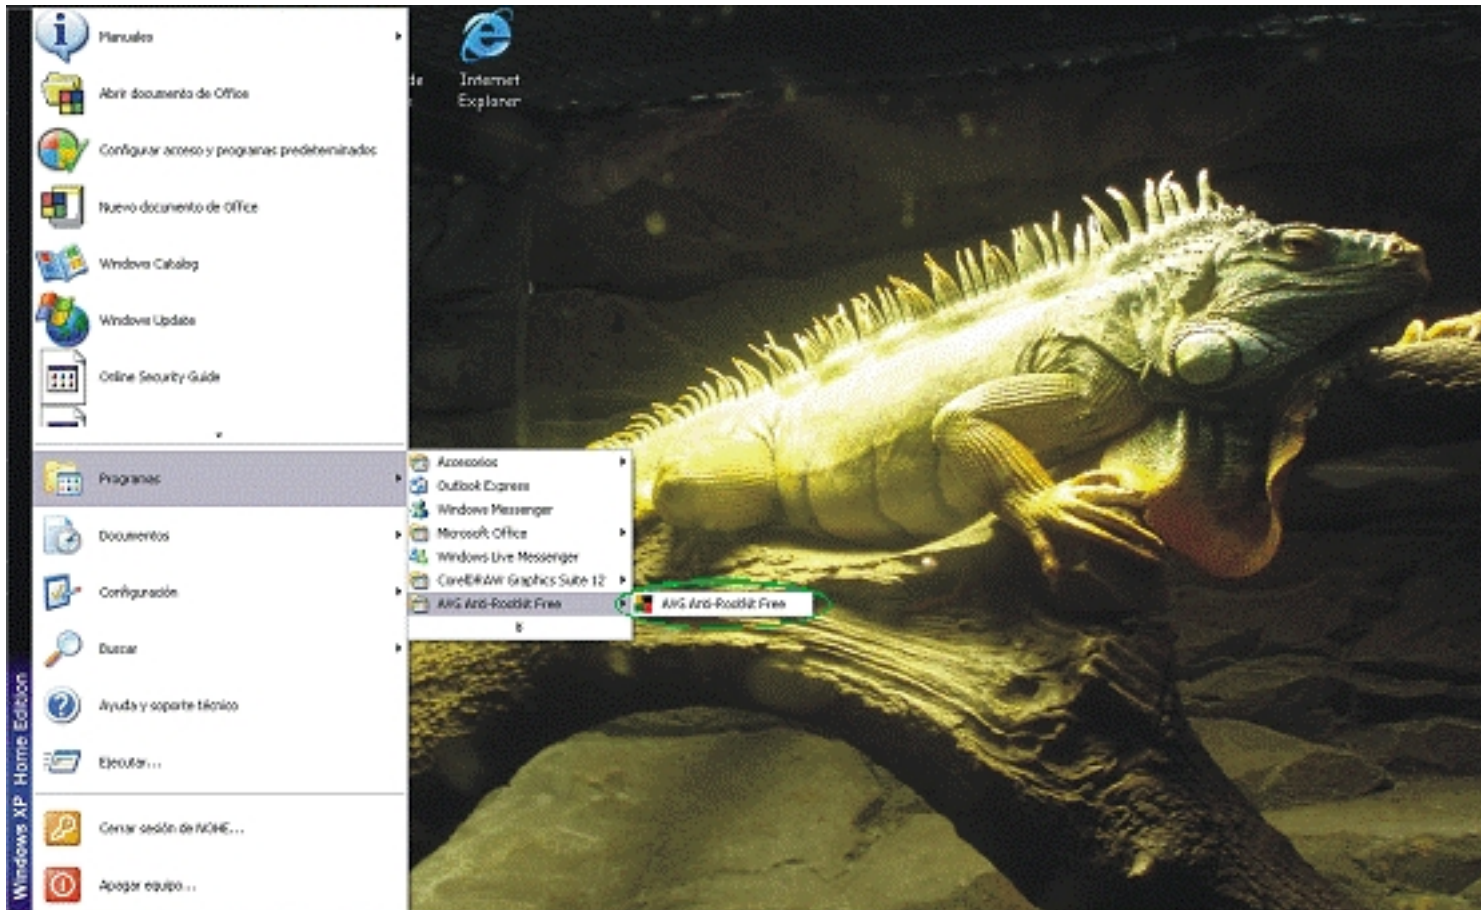 Manuales
Abrir documento de Office
Configurar acceso y programas predeterminados
Nuevo documento de Office
Windows Catalog
Windows Update
Online Security Guide
Programas
Documentos
Configuración
Buscar
Ayuda y soporte técnico
Ejecutar...
Cerrar sesión de NOHE...
Apagar equipo...
Windows XP Home Edition
de
Internet
Explorer
Accesorios
Outlook Express
Windows Messenger
Microsoft Office
Windows Live Messenger
CorelDRAW Graphics Suite 12
AVG Anti-Rootkit Free
AVG Anti-Rootkit Free